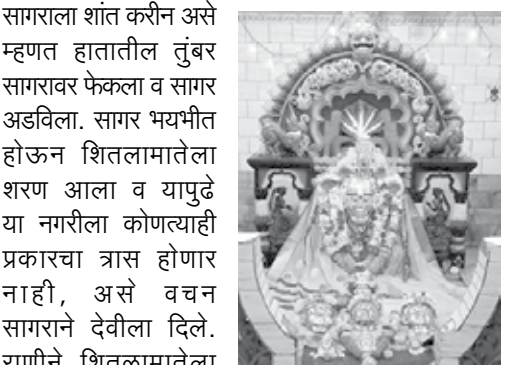 सागराला शांत करीन असे
म्हणत हातातील तुंबर
सागरावर फेकला व सागर
अडविला. सागर भयभीत
होऊन शितलामातेला
शरण आला व यापुढे
या नगरीला कोणत्याही
प्रकारचा त्रास होणार
नाही, असे वचन
सागराने देवीला दिले.
राणीने शितळामातेला